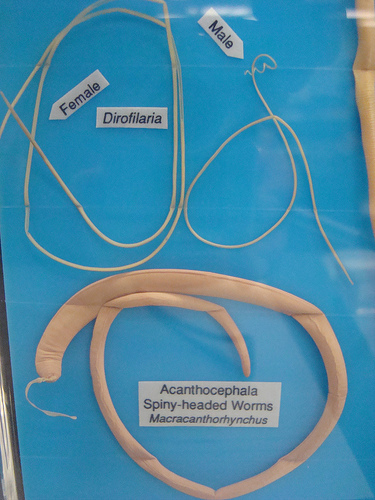 Male
Female
Dirofilaria
Acanthocephala
Spiny-headed Worms
Macracanthorhynchus